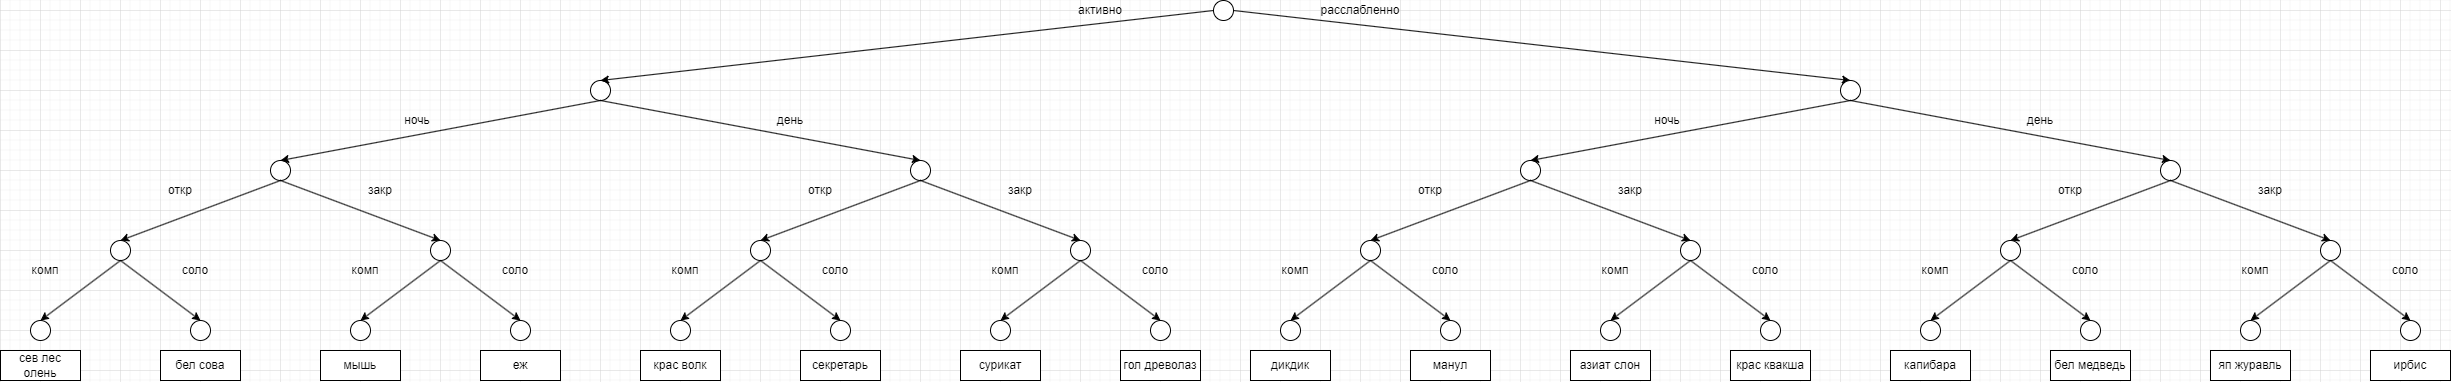 активно
расслабленно
ночь
день
ночь
день
откр
закр
откр
закр
откр
закр
откр
закр
комп
соло
комп
соло
комп
соло
комп
соло
комп
соло
комп
соло
комп
соло
комп
соло
сев лес
олень
бел сова
мышь
еж
крас волк
секретарь
сурикат
гол древолаз
дикдик
манул
азиат слон
крас квакша
капибара
бел медведь
яп журавль
ирбис